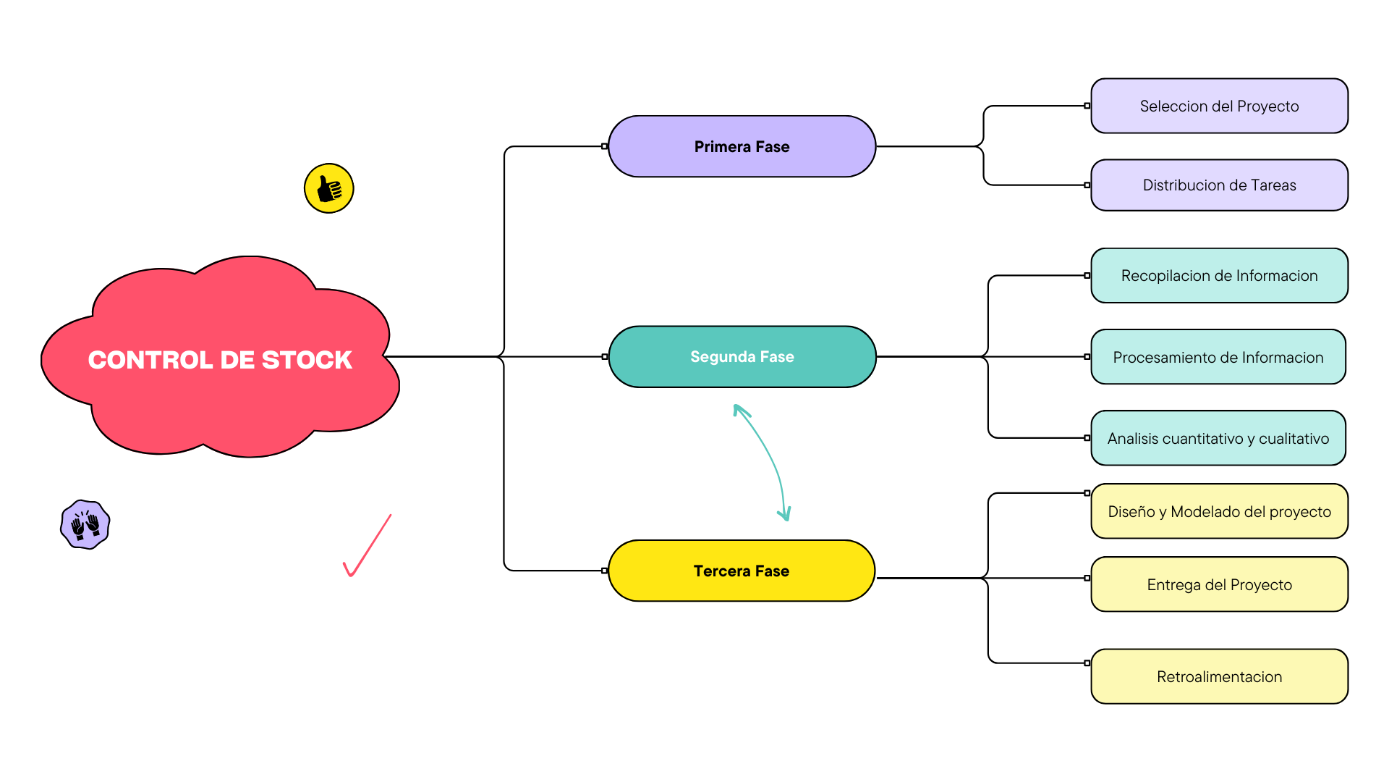 CONTROL DE STOCK
Primera Fase
Seleccion del Proyecto
Distribucion de Tareas
Segunda Fase
Recopilacion de Informacion
Procesamiento de Informacion
Analisis cuantitativo y cualitativo
Tercera Fase
Diseño y Modelado del proyecto
Entrega del Proyecto
Retroalimentacion